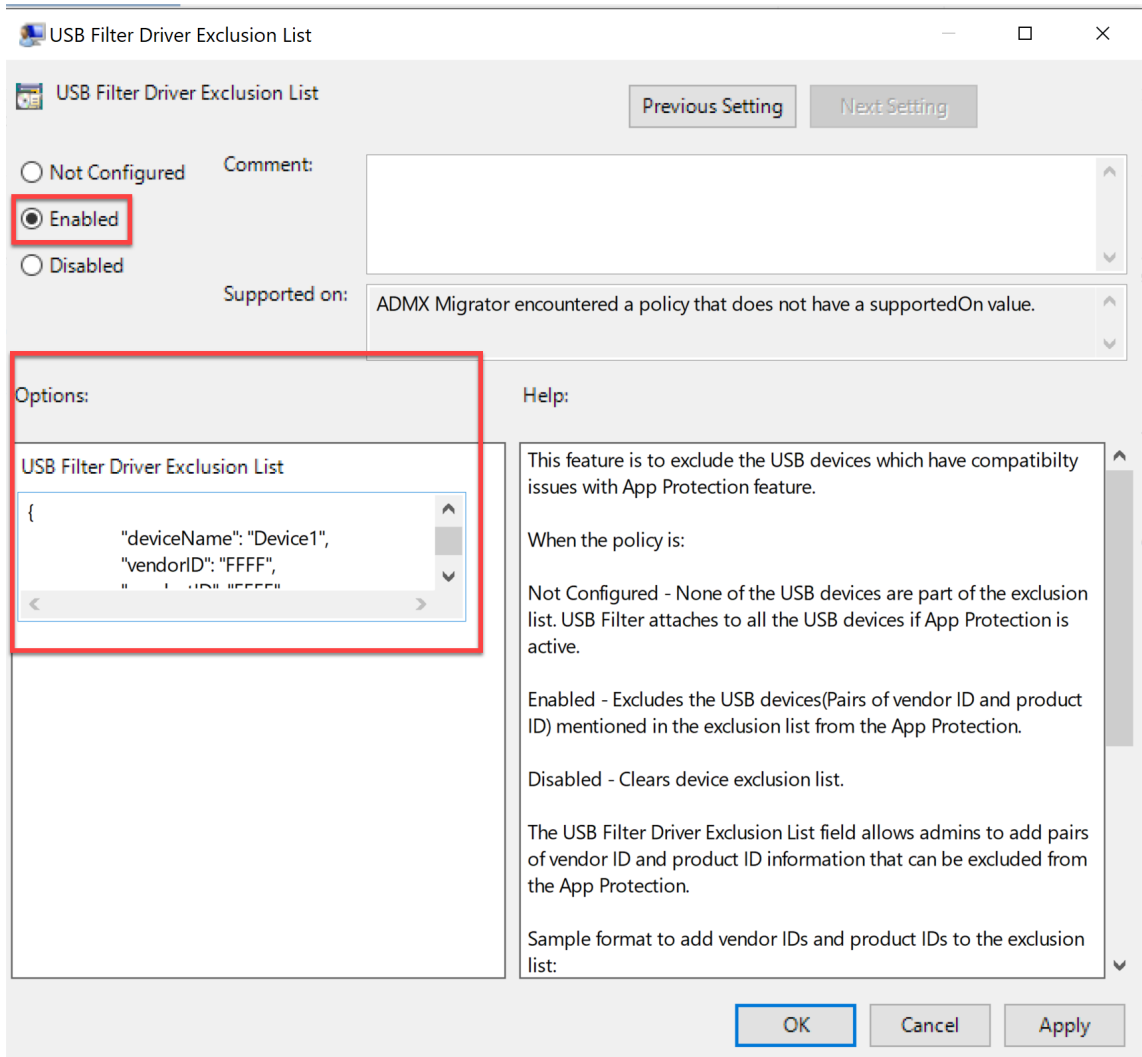 USB Filter Driver Exclusion List
USB Filter Driver Exclusion List
Previous Setting
Next Setting
Not Configured
Comment:
Enabled
Disabled
Supported on:
ADMX Migrator encountered a policy that does not have a supportedOn value.
Options:
Help:
USB Filter Driver Exclusion List
{
"deviceName": "Device1",
"vendorID": "FFFF",
This feature is to exclude the USB devices which have compatibilty
issues with App Protection feature.
When the policy is:
Not Configured - None of the USB devices are part of the exclusion
list. USB Filter attaches to all the USB devices if App Protection is
active.
Enabled - Excludes the USB devices(Pairs of vendor ID and product
ID) mentioned in the exclusion list from the App Protection.
Disabled - Clears device exclusion list.
The USB Filter Driver Exclusion List field allows admins to add pairs
of vendor ID and product ID information that can be excluded from
the App Protection.
Sample format to add vendor IDs and product IDs to the exclusion
list:
OK
Cancel
Apply